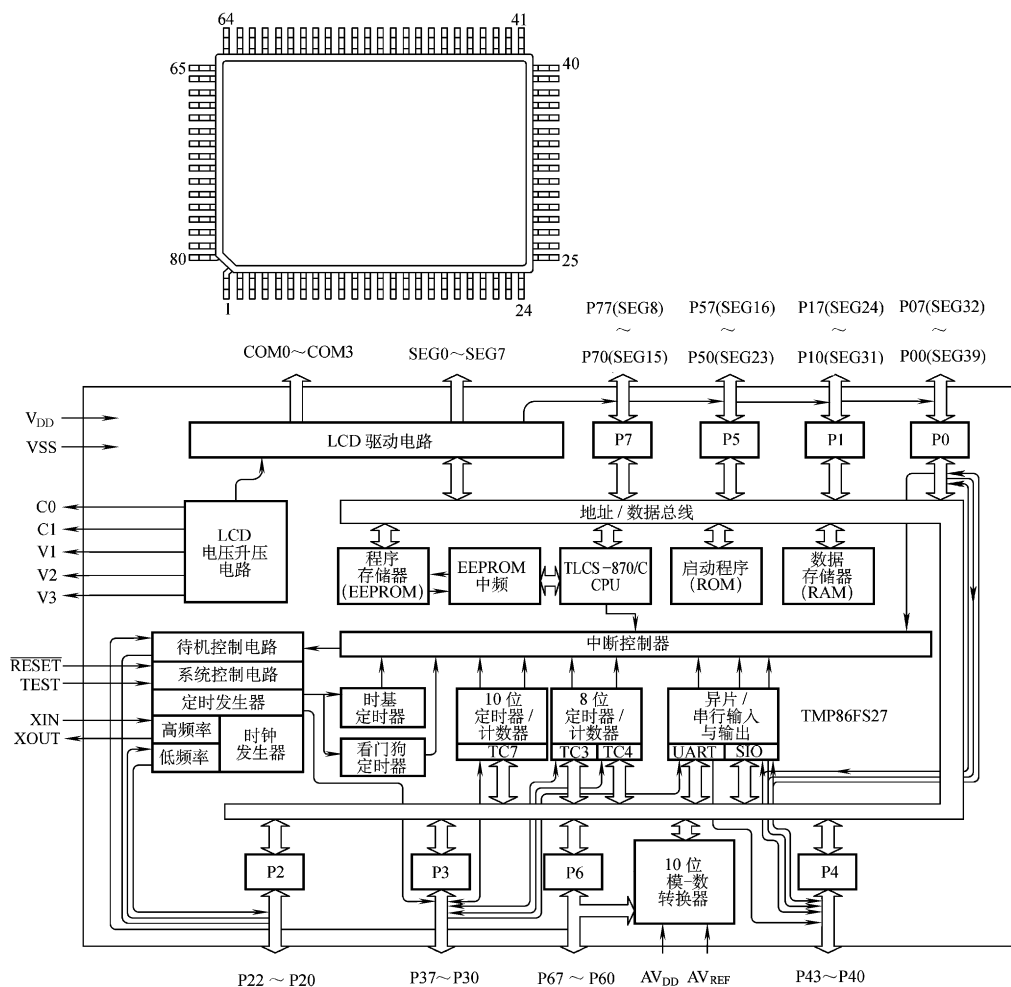 64 41
65 40
80 25
1 24
P77(SEG8) P57(SEG16) P17(SEG24) P07(SEG32)
～ ～ ～ ～
COM0～COM3 SEG0～SEG7 P70(SEG15) P50(SEG23) P10(SEG31) P00(SEG39)
VDD
VSS
LCD 驱动电路
P7 P5 P1 P0
C0
C1
V1
V2
V3
LCD
电压升压
电路
地址 / 数据总线
程序
存储器
(EEPROM)
EEPROM
中频
TLCS-870/C
CPU
启动程序
(ROM)
数据
存储器
(RAM)
待机控制电路
中断控制器
RESET
TEST
系统控制电路
定时发生器
XIN
XOUT
高频率
低频率
时钟
发生器
时基
定时器
看门狗
定时器
10 位
定时器 /
计数器
TC7
8 位
定时器 /
计数器
TC3 TC4
异片 /
串行输入
与输出
UART SIO
TMP86FS27
P2 P3 P6
10 位
模-数
转换器
P4
P22～P20 P37～P30 P67～P60 AVDD AVREF P43～P40